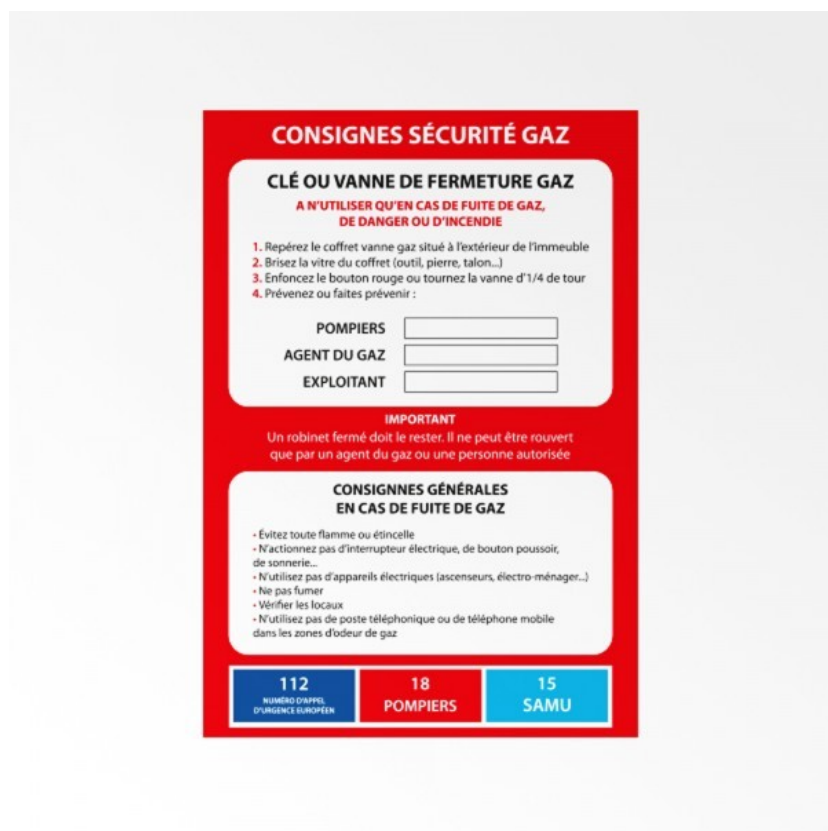 CONSIGNES SÉCURITÉ GAZ
CLÉ OU VANNE DE FERMETURE GAZ
A N'UTILISER QU'EN CAS DE FUITE DE GAZ,
DE DANGER OU D'INCENDIE
1. Repérez le coffret vanne gaz situé à l'extérieur de l'immeuble
2. Brisez la vitre du coffret (outil, pierre, talon...)
3. Enfoncez le bouton rouge ou tournez la vanne d'1/4 de tour
4. Prévenez ou faites prévenir :
POMPIERS
AGENT DU GAZ
EXPLOITANT
IMPORTANT
Un robinet fermé doit le rester. Il ne peut être rouvert
que par un agent du gaz ou une personne autorisée
CONSIGNNES GÉNÉRALES
EN CAS DE FUITE DE GAZ
• Évitez toute flamme ou étincelle
• N'actionnez pas d'interrupteur électrique, de bouton poussoir,
de sonnerie...
• N'utilisez pas d'appareils électriques (ascenseurs, électro-ménager...)
• Ne pas fumer
• Vérifier les locaux
• N'utilisez pas de poste téléphonique ou de téléphone mobile
dans les zones d'odeur de gaz
112
NUMÉRO D'APPEL
D'URGENCE EUROPÉEN
18
POMPIERS
15
SAMU